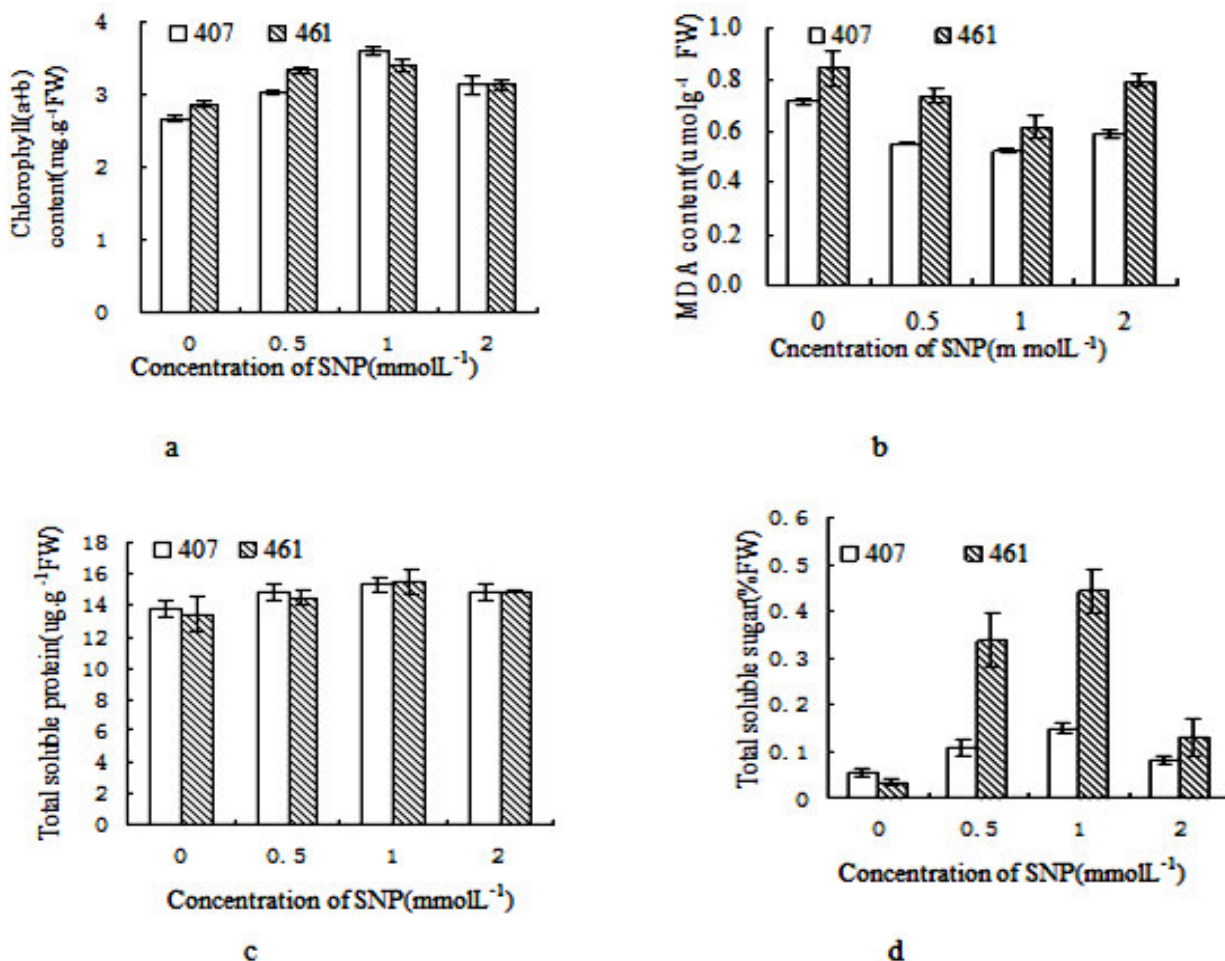 407 461
Chlorophyll(a+b)
content(mg.g⁻¹FW)
4
3
2
1
0
0 0.5 1 2
Concentration of SNP(mmolL⁻¹)
a
407 461
MDA content(umolg⁻¹ FW)
1.0
0.8
0.6
0.4
0.2
0.0
0 0.5 1 2
Cncentration of SNP(m molL⁻¹)
b
407 461
Total soluble protein(ug.g⁻¹FW)
18
16
14
12
10
8
6
4
2
0
0 0.5 1 2
Concentration of SNP(mmolL⁻¹)
c
407 461
Total soluble sugar(%FW)
0.6
0.5
0.4
0.3
0.2
0.1
0
0 0.5 1 2
Concentration of SNP(mmolL⁻¹)
d